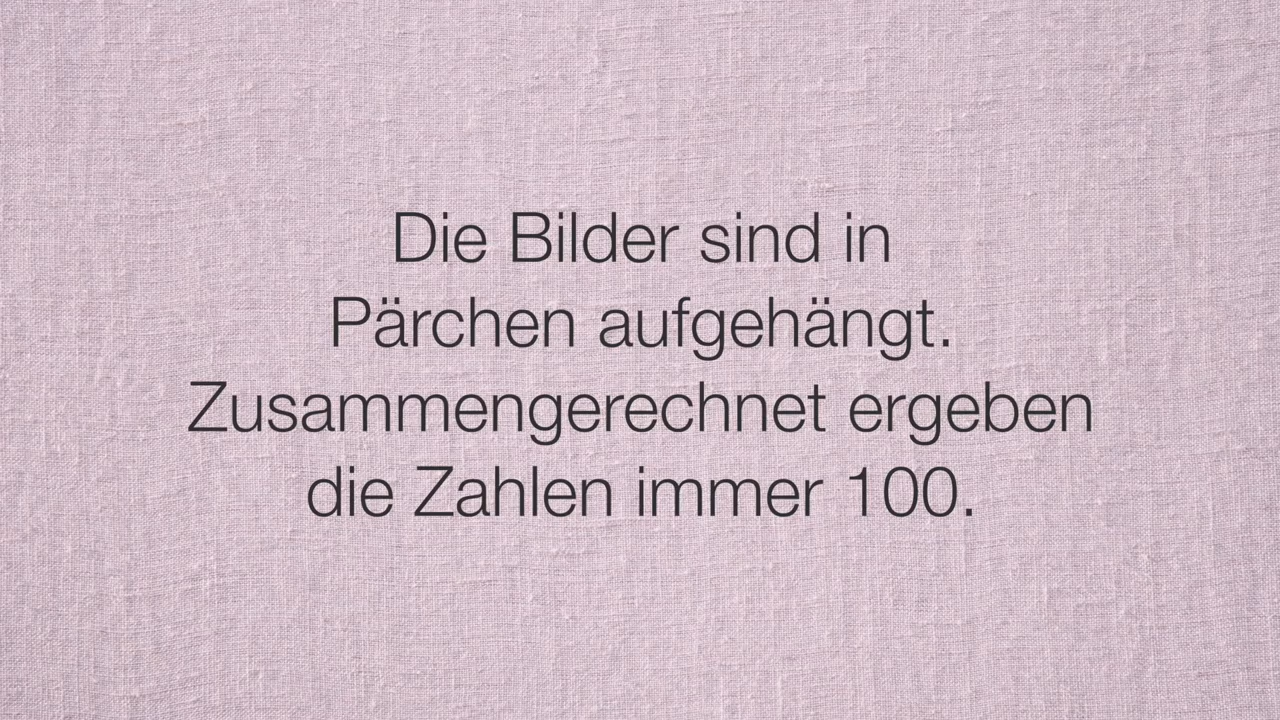 Die Bilder sind in
Pärchen aufgehängt.
Zusammengerechnet ergeben
die Zahlen immer 100.